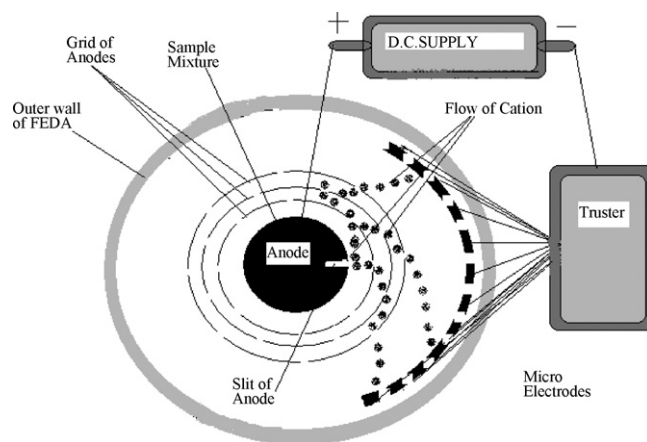 +
D.C.SUPPLY
−
Grid of
Anodes
Sample
Mixture
Outer wall
of FEDA
Flow of Cation
Truster
Anode
Slit of
Anode
Micro
Electrodes